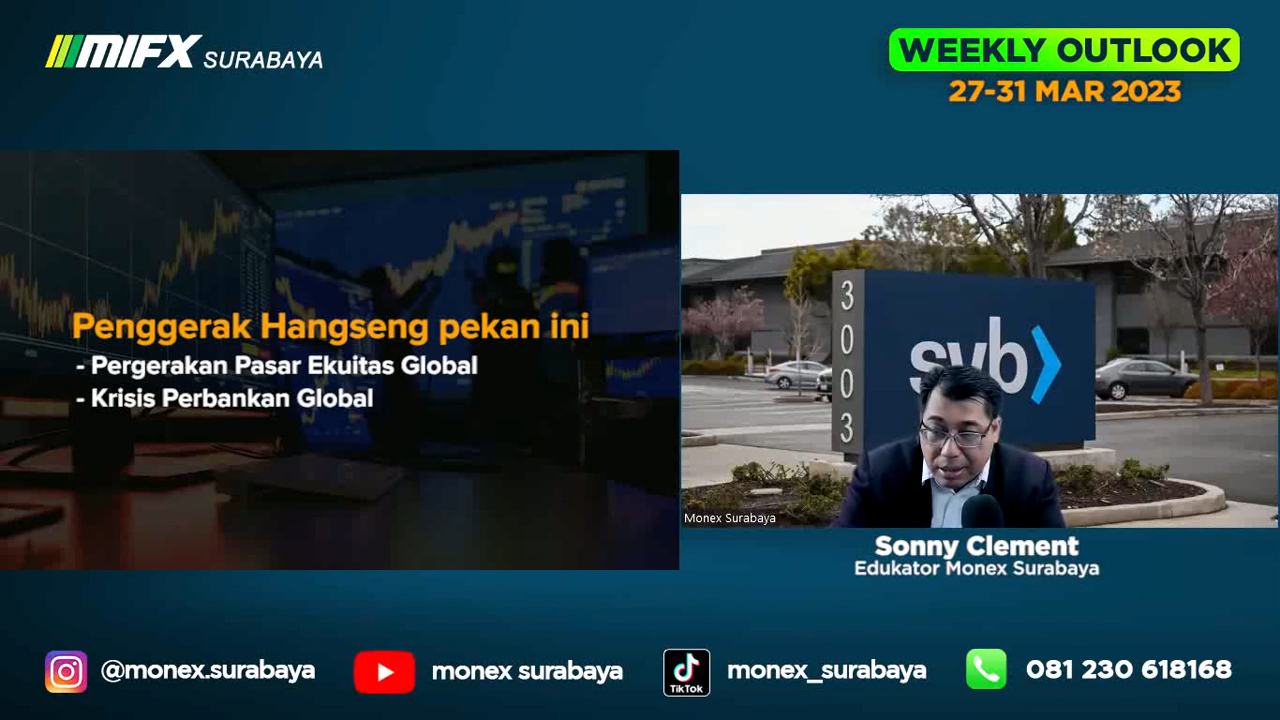 MIFX SURABAYA
WEEKLY OUTLOOK
27-31 MAR 2023
Penggerak Hangseng pekan ini
- Pergerakan Pasar Ekuitas Global
- Krisis Perbankan Global
3003
svb
Monex Surabaya
Sonny Clement
Edukator Monex Surabaya
@monex.surabaya
monex surabaya
TikTok
monex_surabaya
081 230 618168